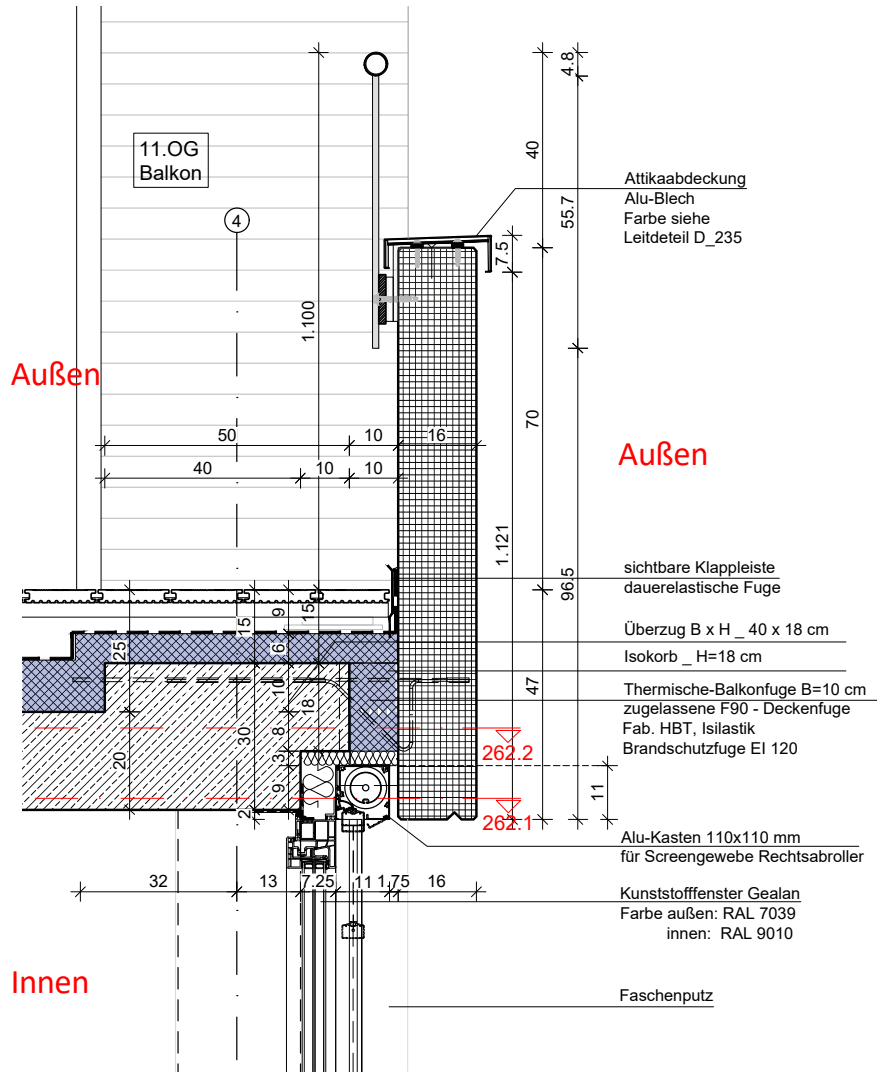 4.8
11.OG
Balkon
40
Attikaabdeckung
Alu-Blech
Farbe siehe
Leitdeteil D_235
4
55.7
7.5
1.100
Außen
70
50
10
16
Außen
40
10
10
1.121
sichtbare Klappleiste
dauerelastische Fuge
96.5
9
15
15
Überzug B x H _ 40 x 18 cm
25
6
Isokorb _ H=18 cm
10
18
47
Thermische-Balkonfuge B=10 cm
zugelassene F90 - Deckenfuge
Fab. HBT, Isilastik
Brandschutzfuge EI 120
30
8
262.2
20
3
9
11
2
262.1
Alu-Kasten 110x110 mm
für Screengewebe Rechtsabroller
32
13
7.25
11
1.75
16
Kunststofffenster Gealan
Farbe außen: RAL 7039
innen: RAL 9010
Innen
Faschenputz